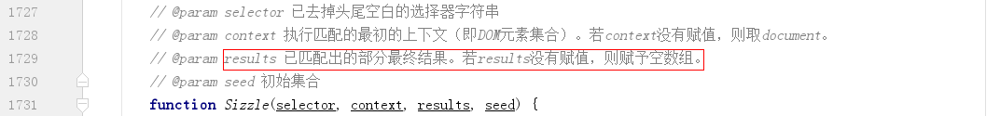 1727 // @param selector 已去掉头尾空白的选择器字符串
1728 // @param context 执行匹配的最初的上下文（即DOM元素集合）。若context没有赋值，则取document。
1729 // @param results 已匹配出的部分最终结果。若results没有赋值，则赋予空数组。
1730 // @param seed 初始集合
1731 function Sizzle(selector, context, results, seed) {